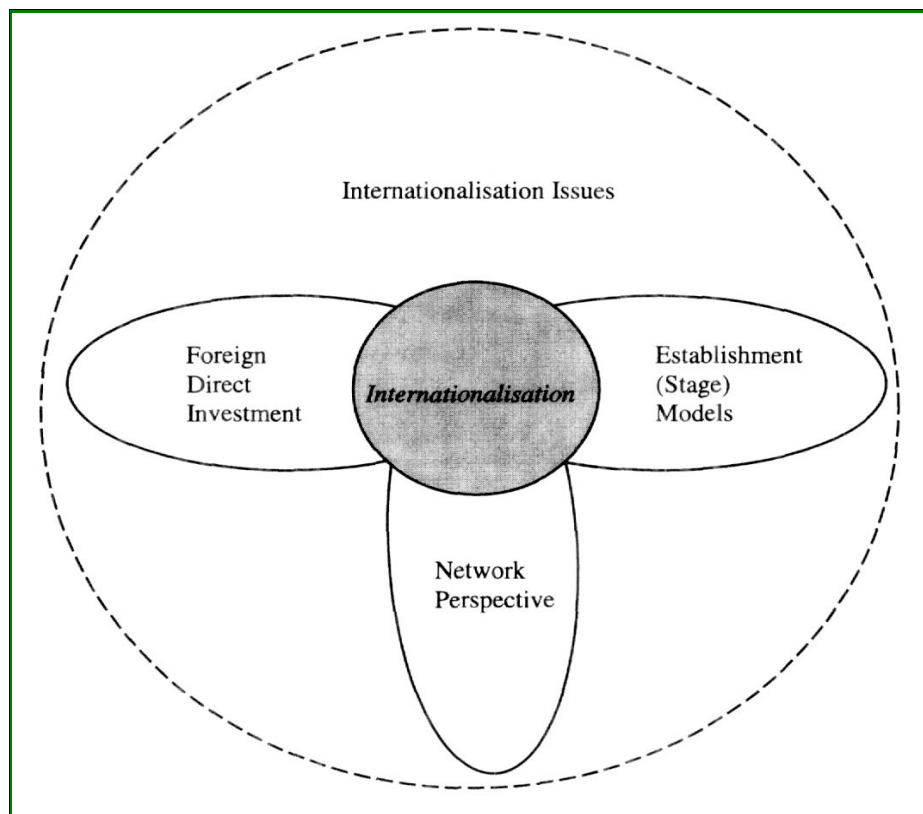 Internationalisation Issues
Foreign
Direct
Investment
Internationalisation
Establishment
(Stage)
Models
Network
Perspective